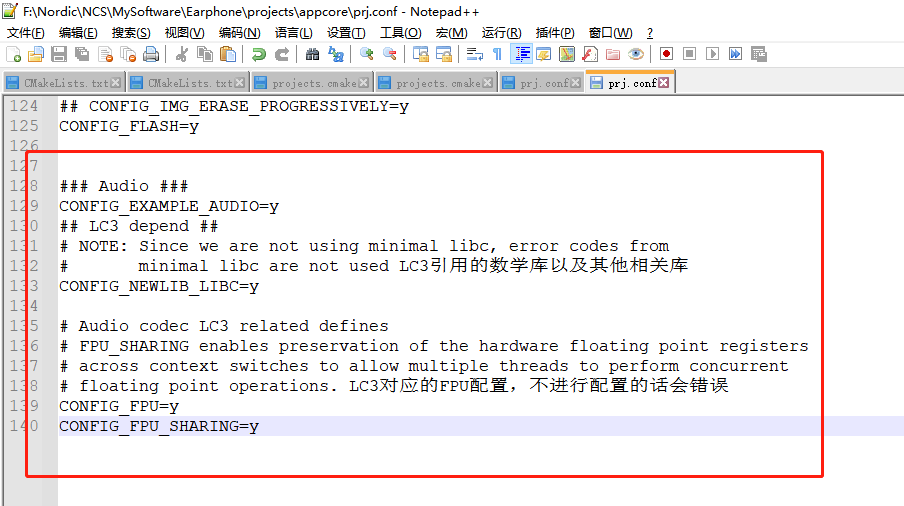 F:\Nordic\NCS\MySoftware\Earphone\projects\appcore\prj.conf - Notepad++
文件(F) 编辑(E) 搜索(S) 视图(V) 编码(N) 语言(L) 设置(T) 工具(O) 宏(M) 运行(R) 插件(P) 窗口(W) ?
CMakeLists.txt CMakeLists.txt projects.cmake projects.cmake prj.conf prj.conf
124 ## CONFIG_IMG_ERASE_PROGRESSIVELY=y
125 CONFIG_FLASH=y
126
127
128 ### Audio ###
129 CONFIG_EXAMPLE_AUDIO=y
130 ## LC3 depend ##
131 # NOTE: Since we are not using minimal libc, error codes from
132 #       minimal libc are not used LC3引用的数学库以及其他相关库
133 CONFIG_NEWLIB_LIBC=y
134
135 # Audio codec LC3 related defines
136 # FPU_SHARING enables preservation of the hardware floating point registers
137 # across context switches to allow multiple threads to perform concurrent
138 # floating point operations. LC3对应的FPU配置，不进行配置的话会错误
139 CONFIG_FPU=y
140 CONFIG_FPU_SHARING=y